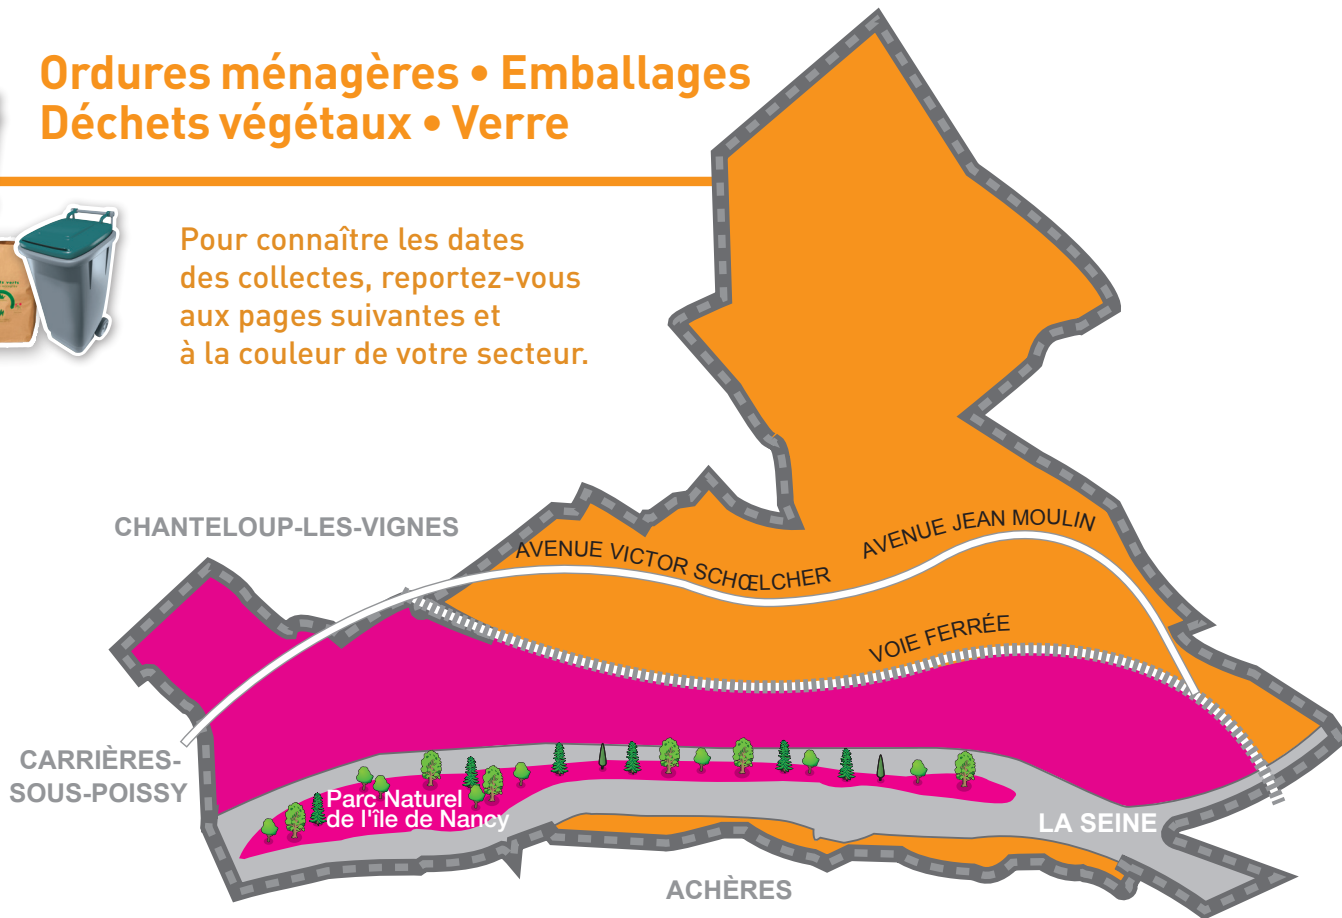 Ordures ménagères • Emballages
Déchets végétaux • Verre
Pour connaître les dates
des collectes, reportez-vous
aux pages suivantes et
à la couleur de votre secteur.
CHANTELOUP-LES-VIGNES
AVENUE VICTOR SCHŒLCHER
AVENUE JEAN MOULIN
VOIE FERRÉE
CARRIÈRES-
SOUS-POISSY
Parc Naturel
de l'île de Nancy
LA SEINE
ACHÈRES